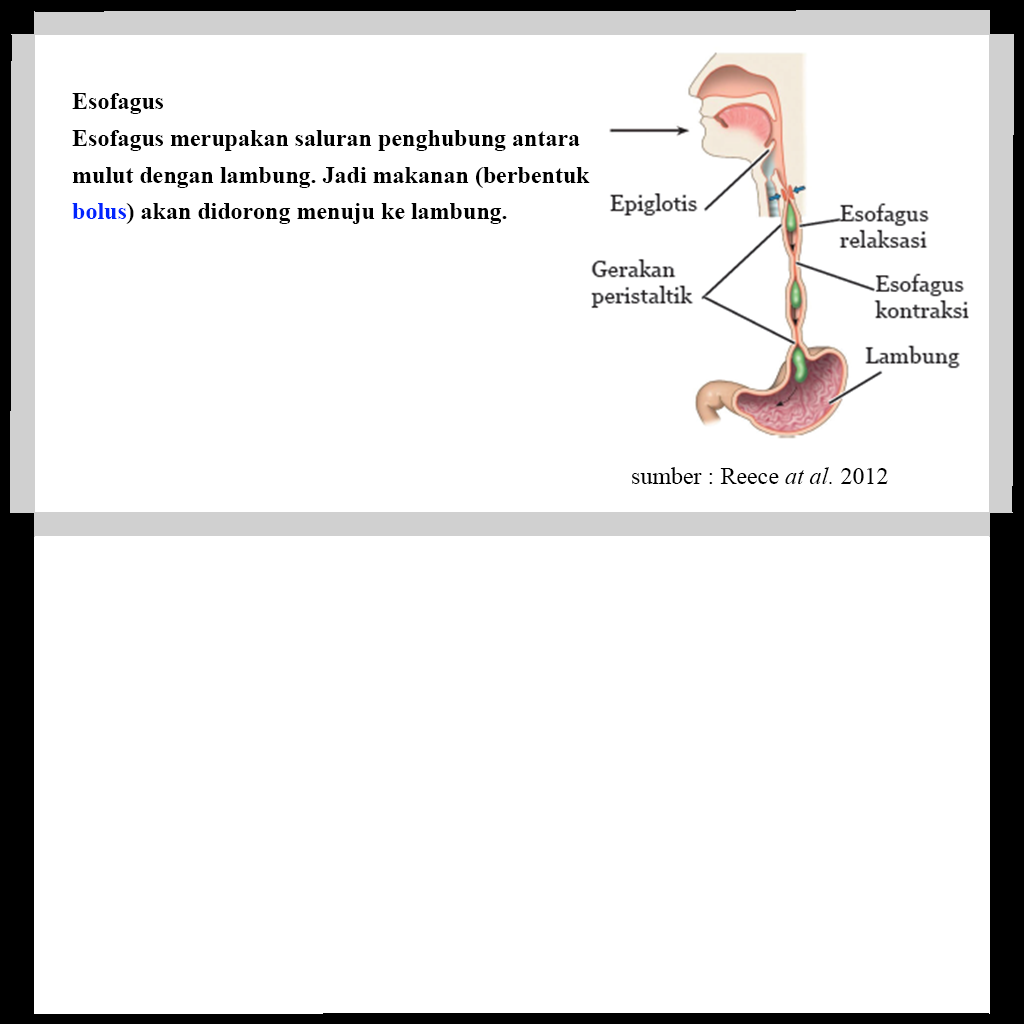 Esofagus
Esofagus merupakan saluran penghubung antara
mulut dengan lambung. Jadi makanan (berbentuk
bolus) akan didorong menuju ke lambung.
Epiglotis
Esofagus
relaksasi
Gerakan
peristaltik
Esofagus
kontraksi
Lambung
sumber : Reece at al. 2012